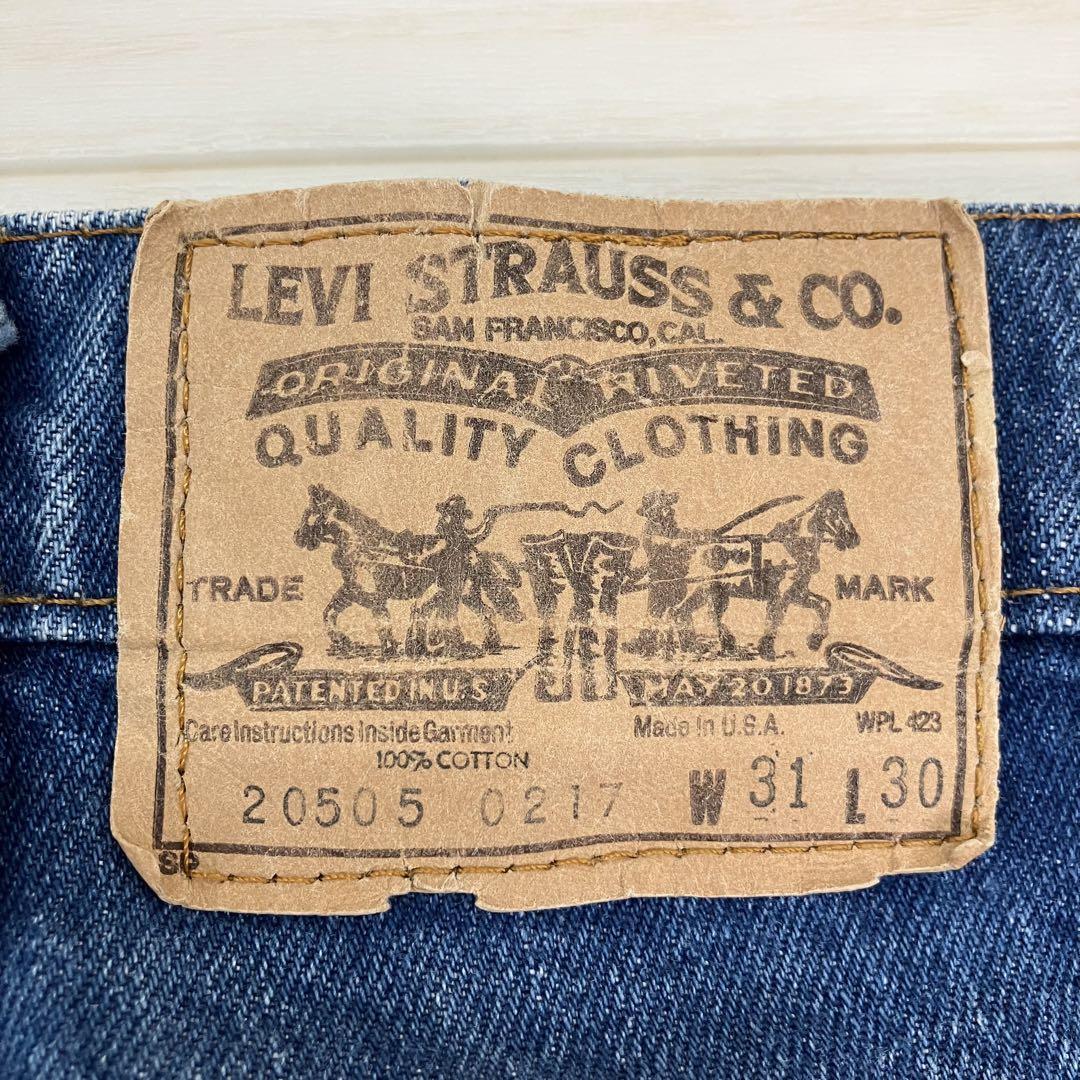 LEVI STRAUSS & CO.
SAN FRANCISCO, CAL.
ORIGINAL RIVETED
QUALITY CLOTHING
TRADE MARK
PATENTED IN U.S MAY 20 1873
Care Instructions Inside Garment Made in U.S.A. WPL 423
100% COTTON
20505 0217 W 31 L 30